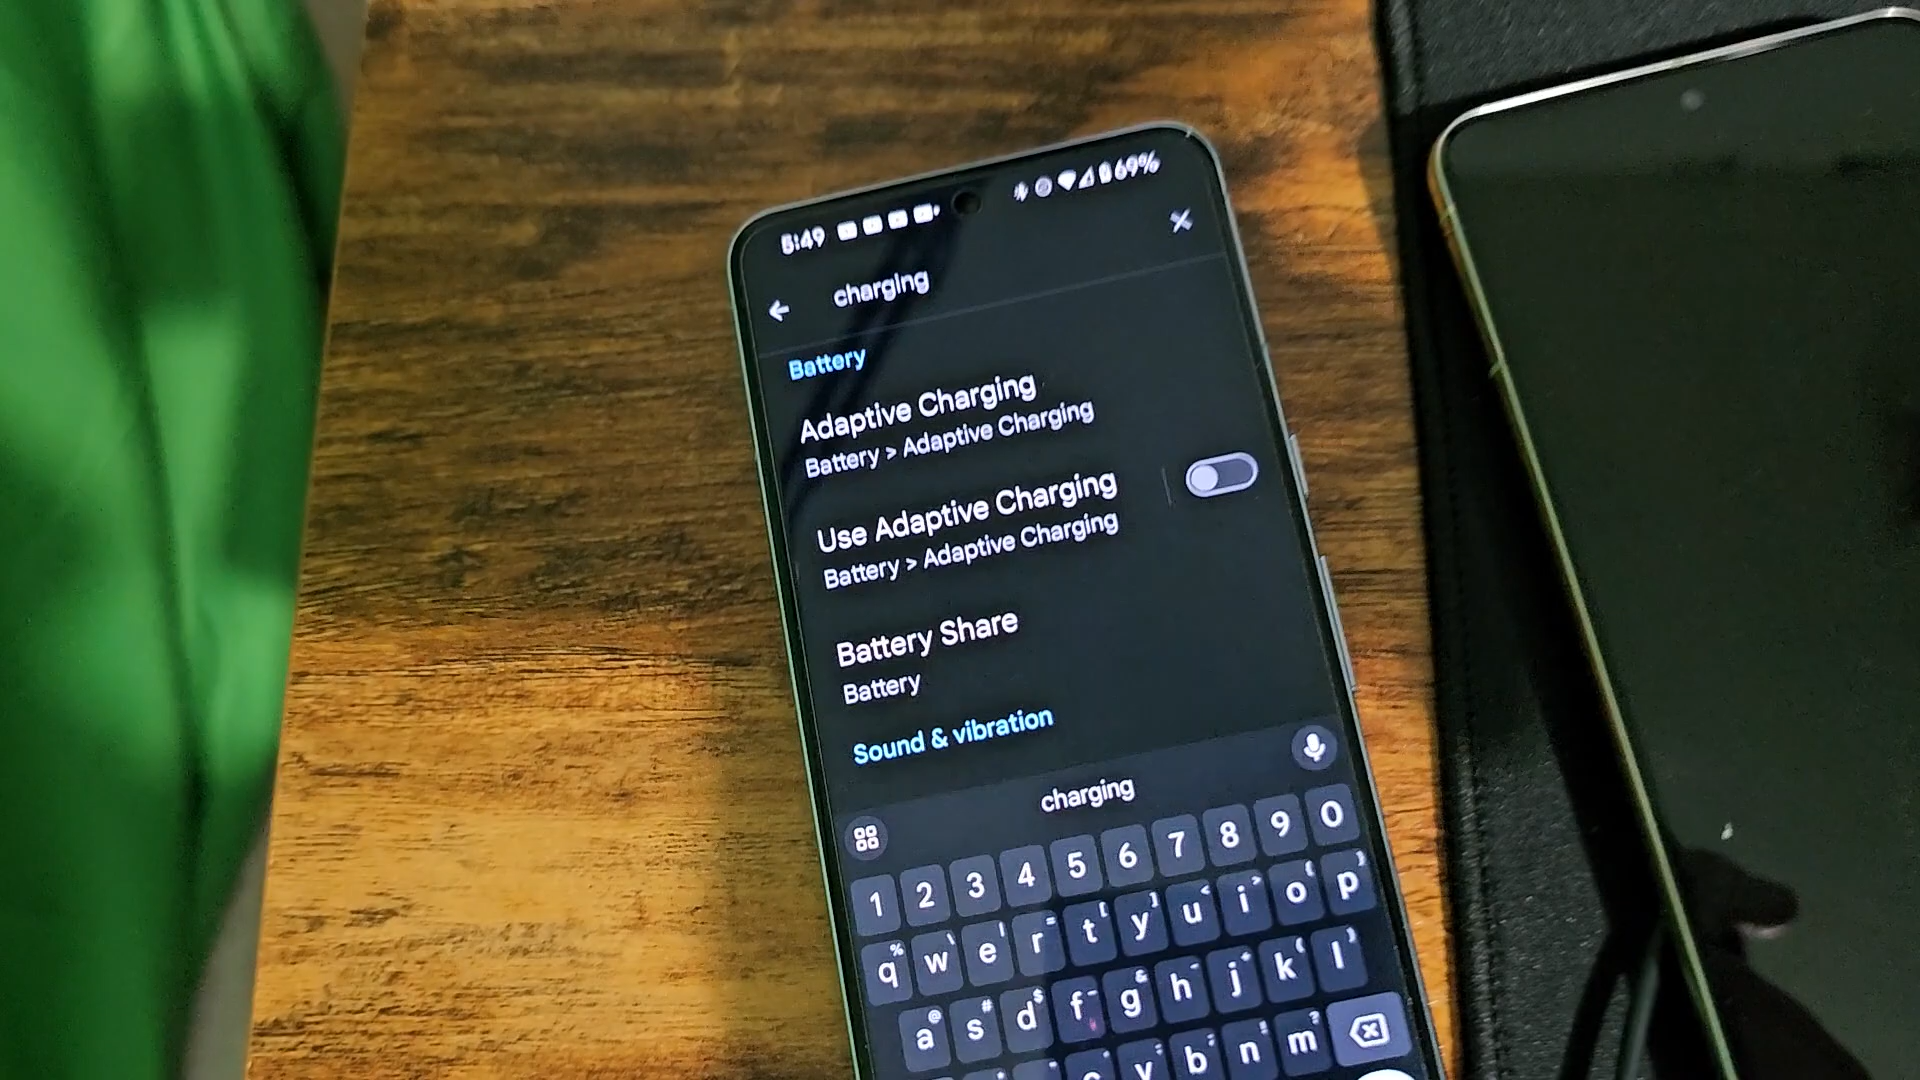 5:49 69%
charging
Battery
Adaptive Charging
Battery > Adaptive Charging
Use Adaptive Charging
Battery > Adaptive Charging
Battery Share
Battery
Sound & vibration
charging
1 2 3 4 5 6 7 8 9 0
q w e r t y u i o p
a s d f g h j k l
c v b n m